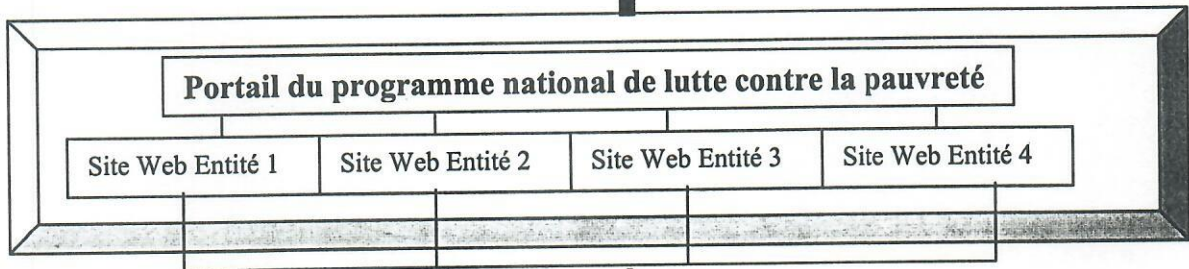 Portail du programme national de lutte contre la pauvreté
Site Web Entité 1 Site Web Entité 2 Site Web Entité 3 Site Web Entité 4